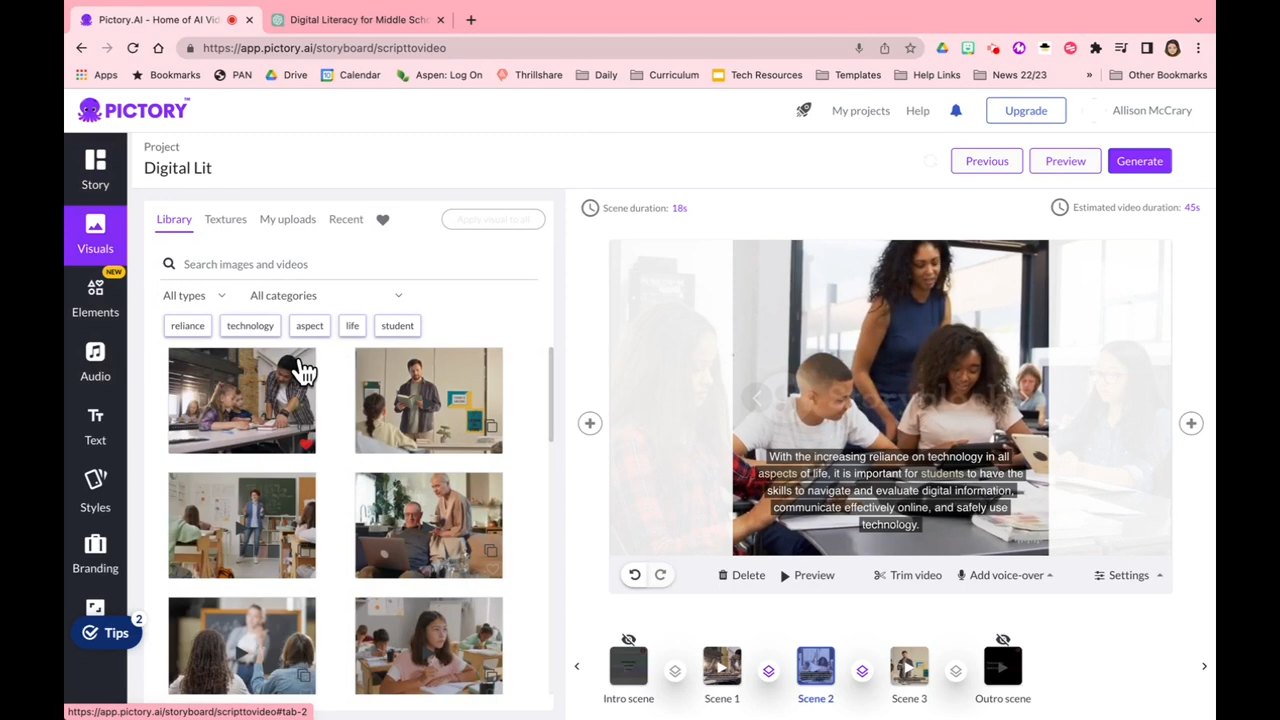 Pictory.AI - Home of AI Vid
Digital Literacy for Middle Scho
https://app.pictory.ai/storyboard/scripttovideo
Apps
Bookmarks
PAN
Drive
Calendar
Aspen: Log On
Thrillshare
Daily
Curriculum
Tech Resources
Templates
Help Links
News 22/23
»
Other Bookmarks
PICTORY™
My projects
Help
Upgrade
Allison McCrary
Project
Digital Lit
Previous
Preview
Generate
Story
Visuals
NEW
Elements
Audio
Text
Styles
Branding
2
Tips
Library
Textures
My uploads
Recent
Apply visual to all
Search images and videos
All types
All categories
reliance
technology
aspect
life
student
Scene duration: 18s
Estimated video duration: 45s
With the increasing reliance on technology in all
aspects of life, it is important for students to have the
skills to navigate and evaluate digital information,
communicate effectively online, and safely use
technology.
Delete
Preview
Trim video
Add voice-over
Settings
Intro scene
Scene 1
Scene 2
Scene 3
Outro scene
https://app.pictory.ai/storyboard/scripttovideo#tab-2